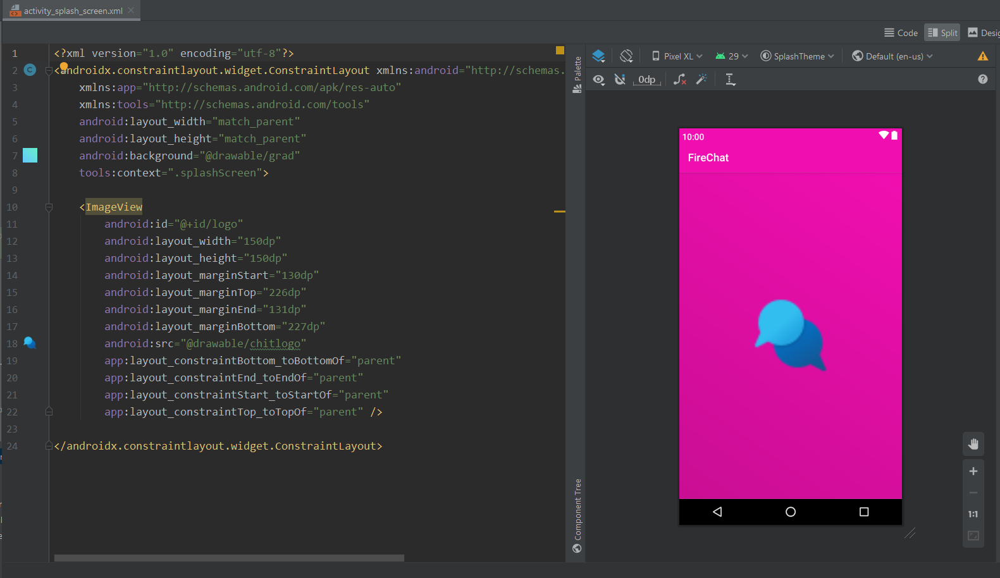 activity_splash_screen.xml
Code Split Desig
1 <?xml version="1.0" encoding="utf-8"?>
2 <androidx.constraintlayout.widget.ConstraintLayout xmlns:android="http://schemas.
3 xmlns:app="http://schemas.android.com/apk/res-auto"
4 xmlns:tools="http://schemas.android.com/tools"
5 android:layout_width="match_parent"
6 android:layout_height="match_parent"
7 android:background="@drawable/grad"
8 tools:context=".splashScreen">
9
10 <ImageView
11 android:id="@+id/logo"
12 android:layout_width="150dp"
13 android:layout_height="150dp"
14 android:layout_marginStart="130dp"
15 android:layout_marginTop="226dp"
16 android:layout_marginEnd="131dp"
17 android:layout_marginBottom="227dp"
18 android:src="@drawable/chitlogo"
19 app:layout_constraintBottom_toBottomOf="parent"
20 app:layout_constraintEnd_toEndOf="parent"
21 app:layout_constraintStart_toStartOf="parent"
22 app:layout_constraintTop_toTopOf="parent" />
23
24 </androidx.constraintlayout.widget.ConstraintLayout>
Palette
Component Tree
Pixel XL 29 SplashTheme Default (en-us)
0dp
10:00
FireChat
1:1